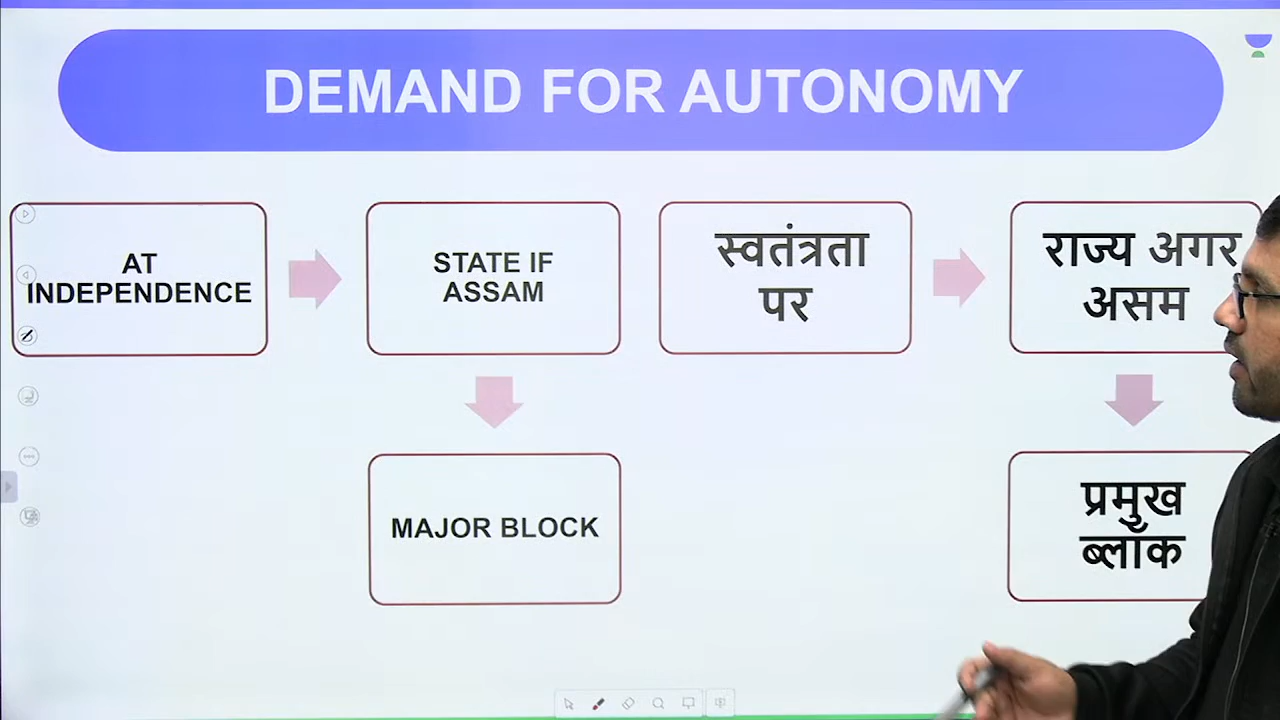 DEMAND FOR AUTONOMY
AT
INDEPENDENCE
STATE IF
ASSAM
MAJOR BLOCK
स्वतंत्रता
पर
राज्य अगर
असम
प्रमुख
ब्लॉक